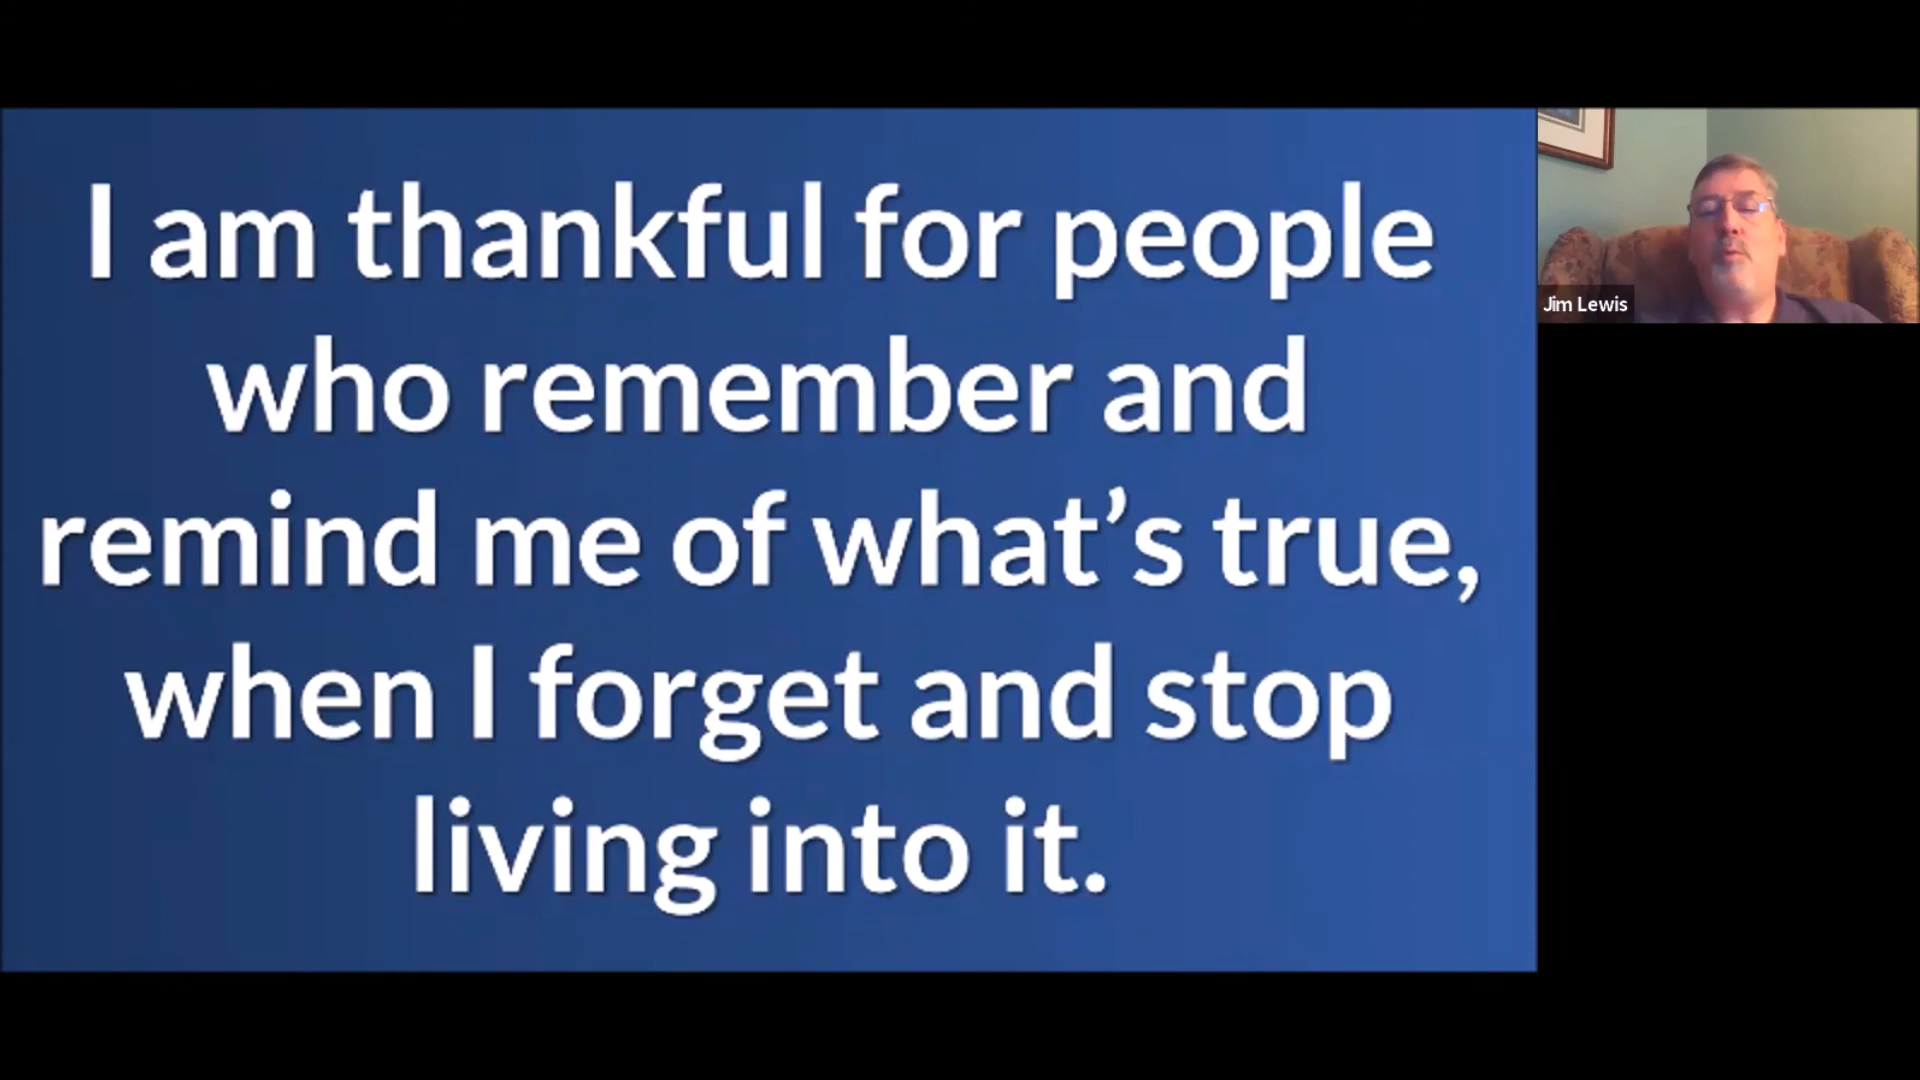 I am thankful for people
who remember and
remind me of what’s true,
when I forget and stop
living into it.
Jim Lewis